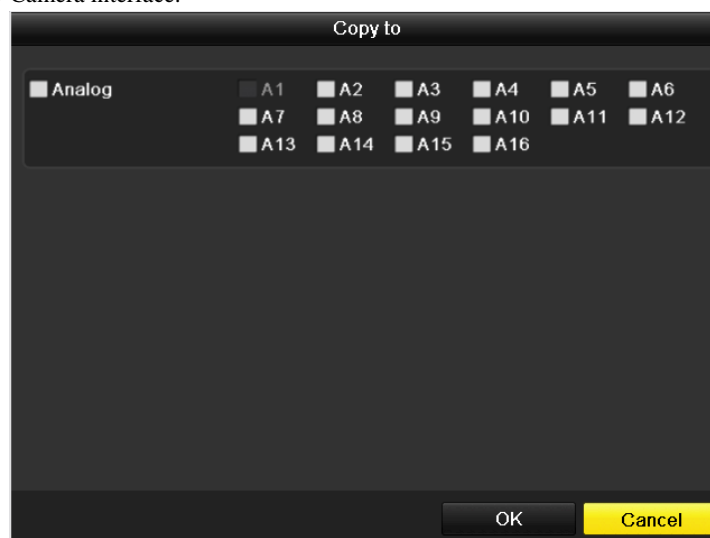 Camera interface.
Copy to
Analog A1 A2 A3 A4 A5 A6
A7 A8 A9 A10 A11 A12
A13 A14 A15 A16
OK Cancel